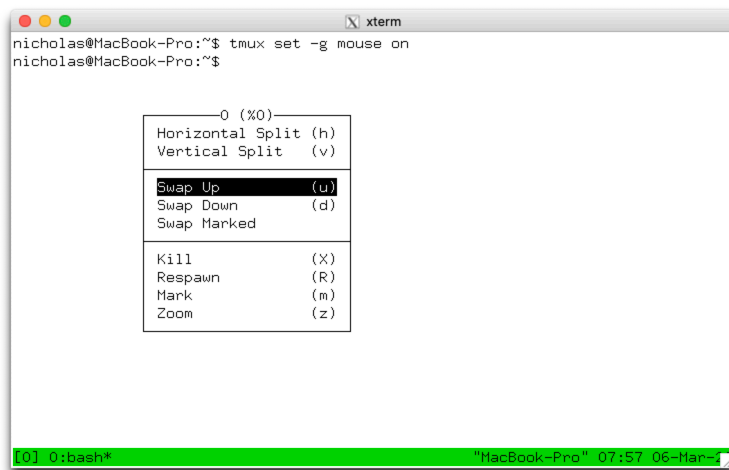 xterm
nicholas@MacBook-Pro:~$ tmux set -g mouse on
nicholas@MacBook-Pro:~$
0 (%0)
Horizontal Split (h)
Vertical Split (v)
Swap Up (u)
Swap Down (d)
Swap Marked
Kill (X)
Respawn (R)
Mark (m)
Zoom (z)
[0] 0:bash* "MacBook-Pro" 07:57 06-Mar-